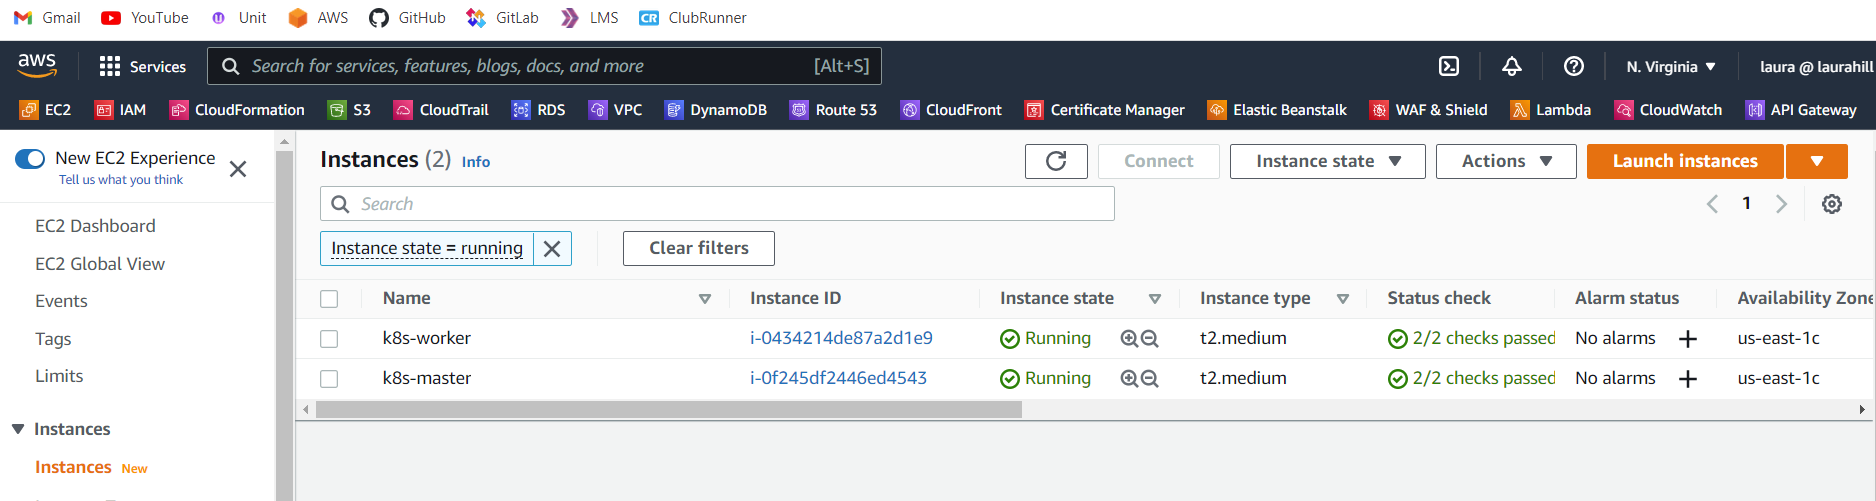 Gmail YouTube Unit AWS GitHub GitLab LMS CR ClubRunner
aws Services Search for services, features, blogs, docs, and more [Alt+S] N. Virginia ▼ laura @ laurahill
EC2 IAM CloudFormation S3 CloudTrail RDS VPC DynamoDB Route 53 CloudFront Certificate Manager Elastic Beanstalk WAF & Shield Lambda CloudWatch API Gateway
New EC2 Experience
Tell us what you think
EC2 Dashboard
EC2 Global View
Events
Tags
Limits
Instances
Instances New
Instances (2) Info
Connect Instance state Actions Launch instances
Search
1
Instance state = running Clear filters
Name Instance ID Instance state Instance type Status check Alarm status Availability Zone
k8s-worker i-0434214de87a2d1e9 Running t2.medium 2/2 checks passed No alarms + us-east-1c
k8s-master i-0f245df2446ed4543 Running t2.medium 2/2 checks passed No alarms + us-east-1c